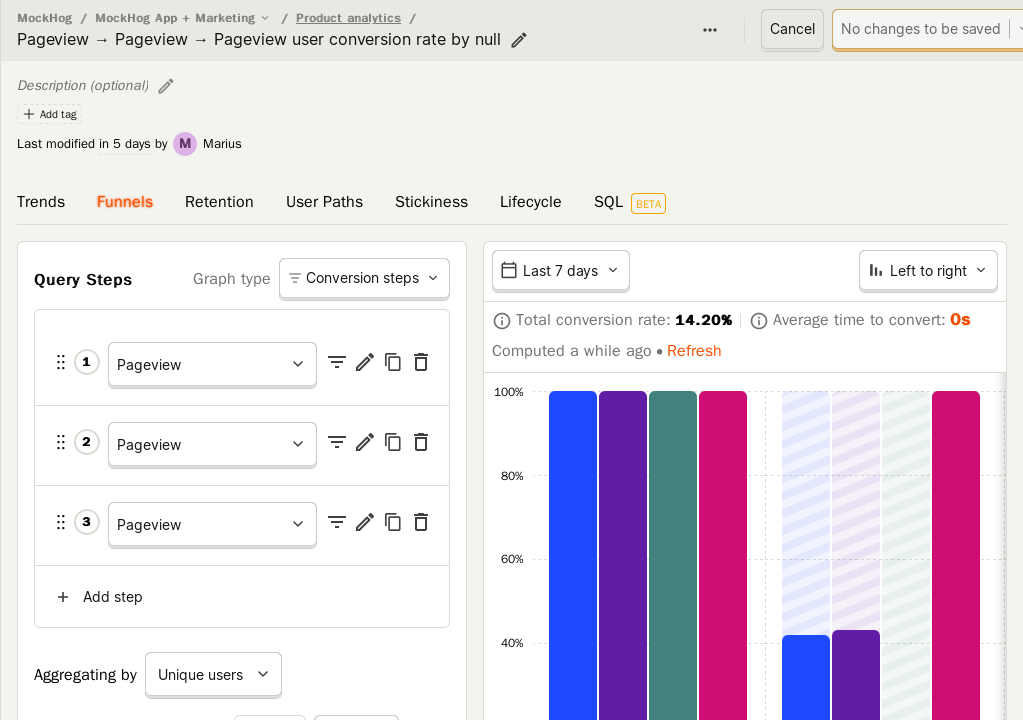 MockHog / MockHog App + Marketing / Product analytics /
Pageview → Pageview → Pageview user conversion rate by null
Cancel
No changes to be saved
Description (optional)
Add tag
Last modified in 5 days by M Marius
Trends Funnels Retention User Paths Stickiness Lifecycle SQL BETA
Query Steps
Graph type Conversion steps
1 Pageview
2 Pageview
3 Pageview
+ Add step
Aggregating by Unique users
Last 7 days
Left to right
Total conversion rate: 14.20%
Average time to convert: 0s
Computed a while ago • Refresh
100%
80%
60%
40%